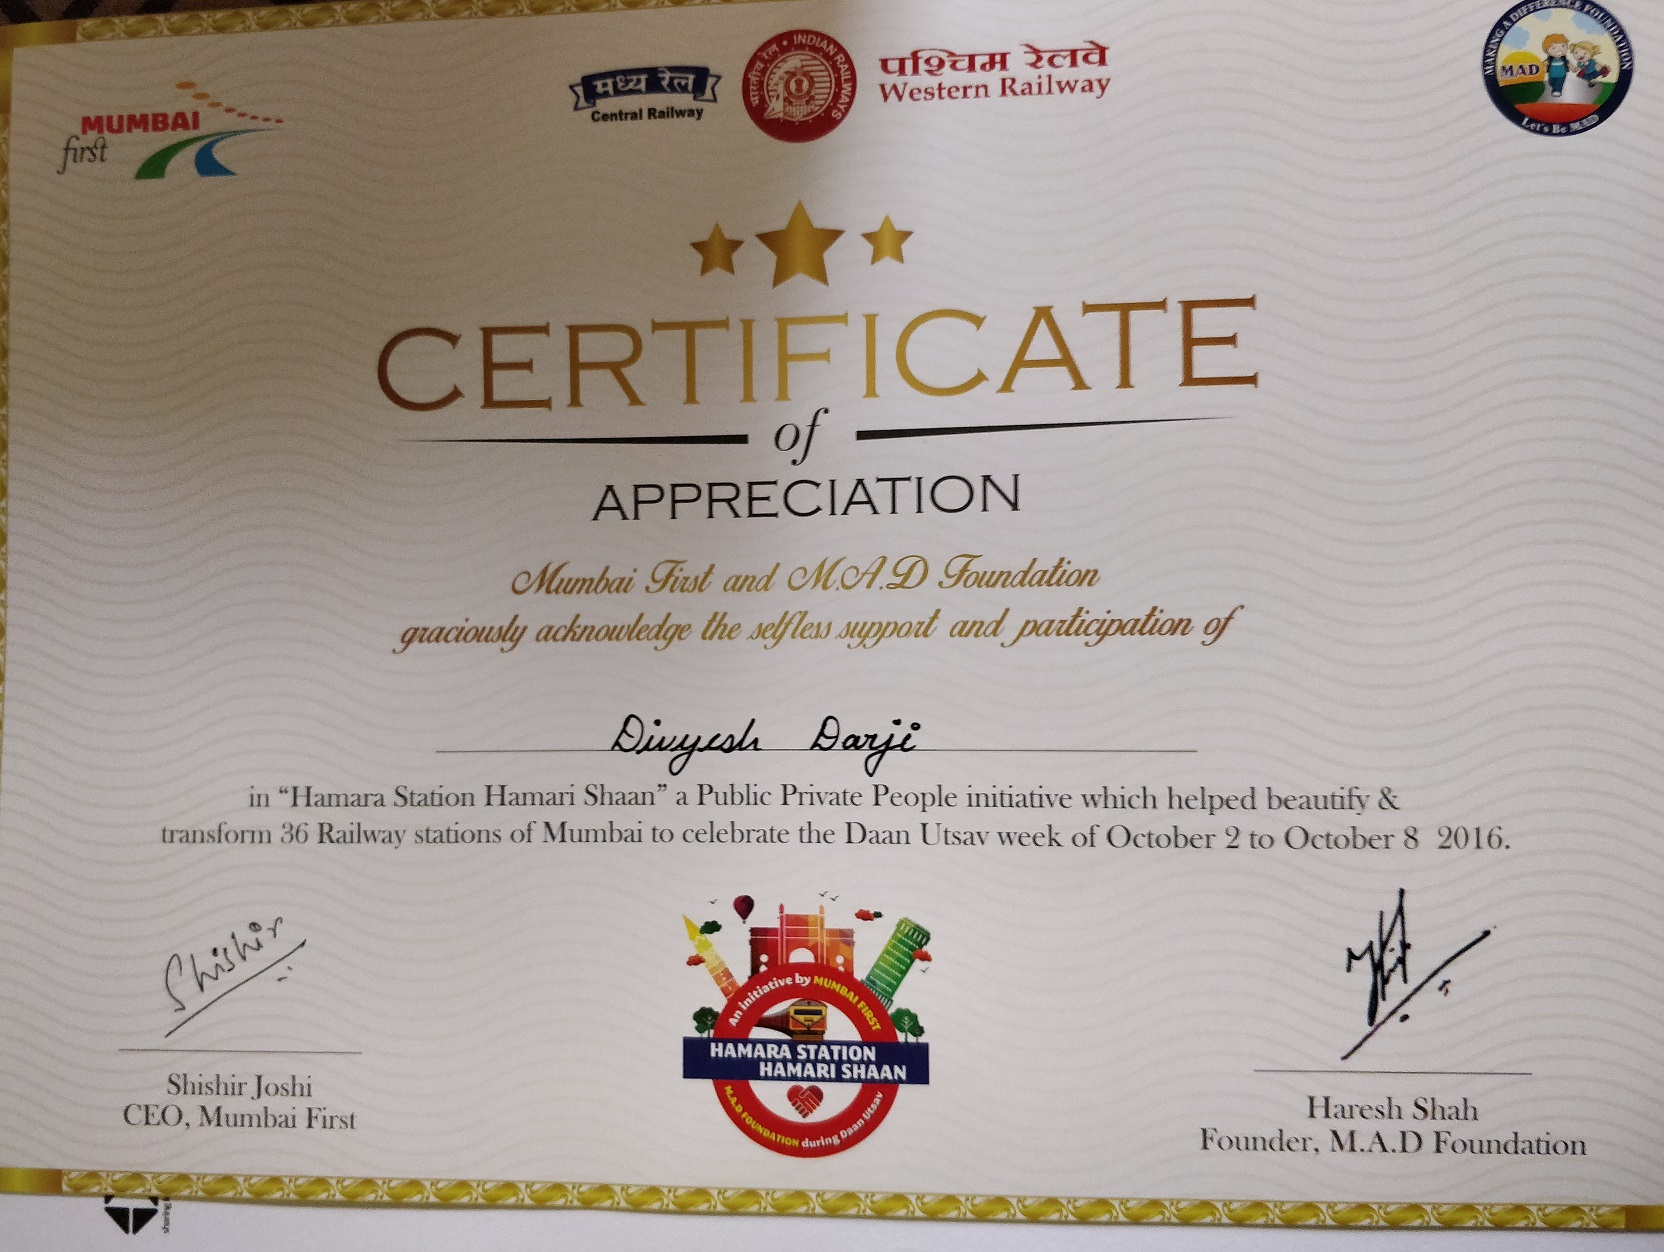 MUMBAI
first
मध्य रेल
Central Railway
भारतीय रेल • INDIAN RAILWAYS
पश्चिम रेलवे
Western Railway
MAKING A DIFFERENCE FOUNDATION
MAD
Let's Be MAD
CERTIFICATE
of
APPRECIATION
Mumbai First and M.A.D Foundation
graciously acknowledge the selfless support and participation of
Divyesh Darji
in “Hamara Station Hamari Shaan” a Public Private People initiative which helped beautify &
transform 36 Railway stations of Mumbai to celebrate the Daan Utsav week of October 2 to October 8 2016.
Shishir
Shishir Joshi
CEO, Mumbai First
An initiative by MUMBAI FIRST
HAMARA STATION
HAMARI SHAAN
M.A.D FOUNDATION during Daan Utsav
Haresh Shah
Founder, M.A.D Foundation
sharing